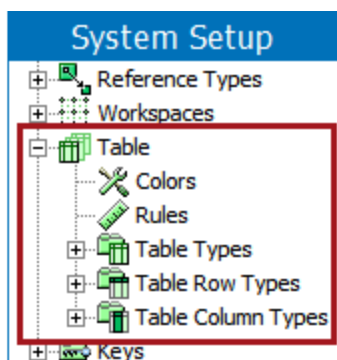 System Setup
Reference Types
Workspaces
Table
Colors
Rules
Table Types
Table Row Types
Table Column Types
Keys